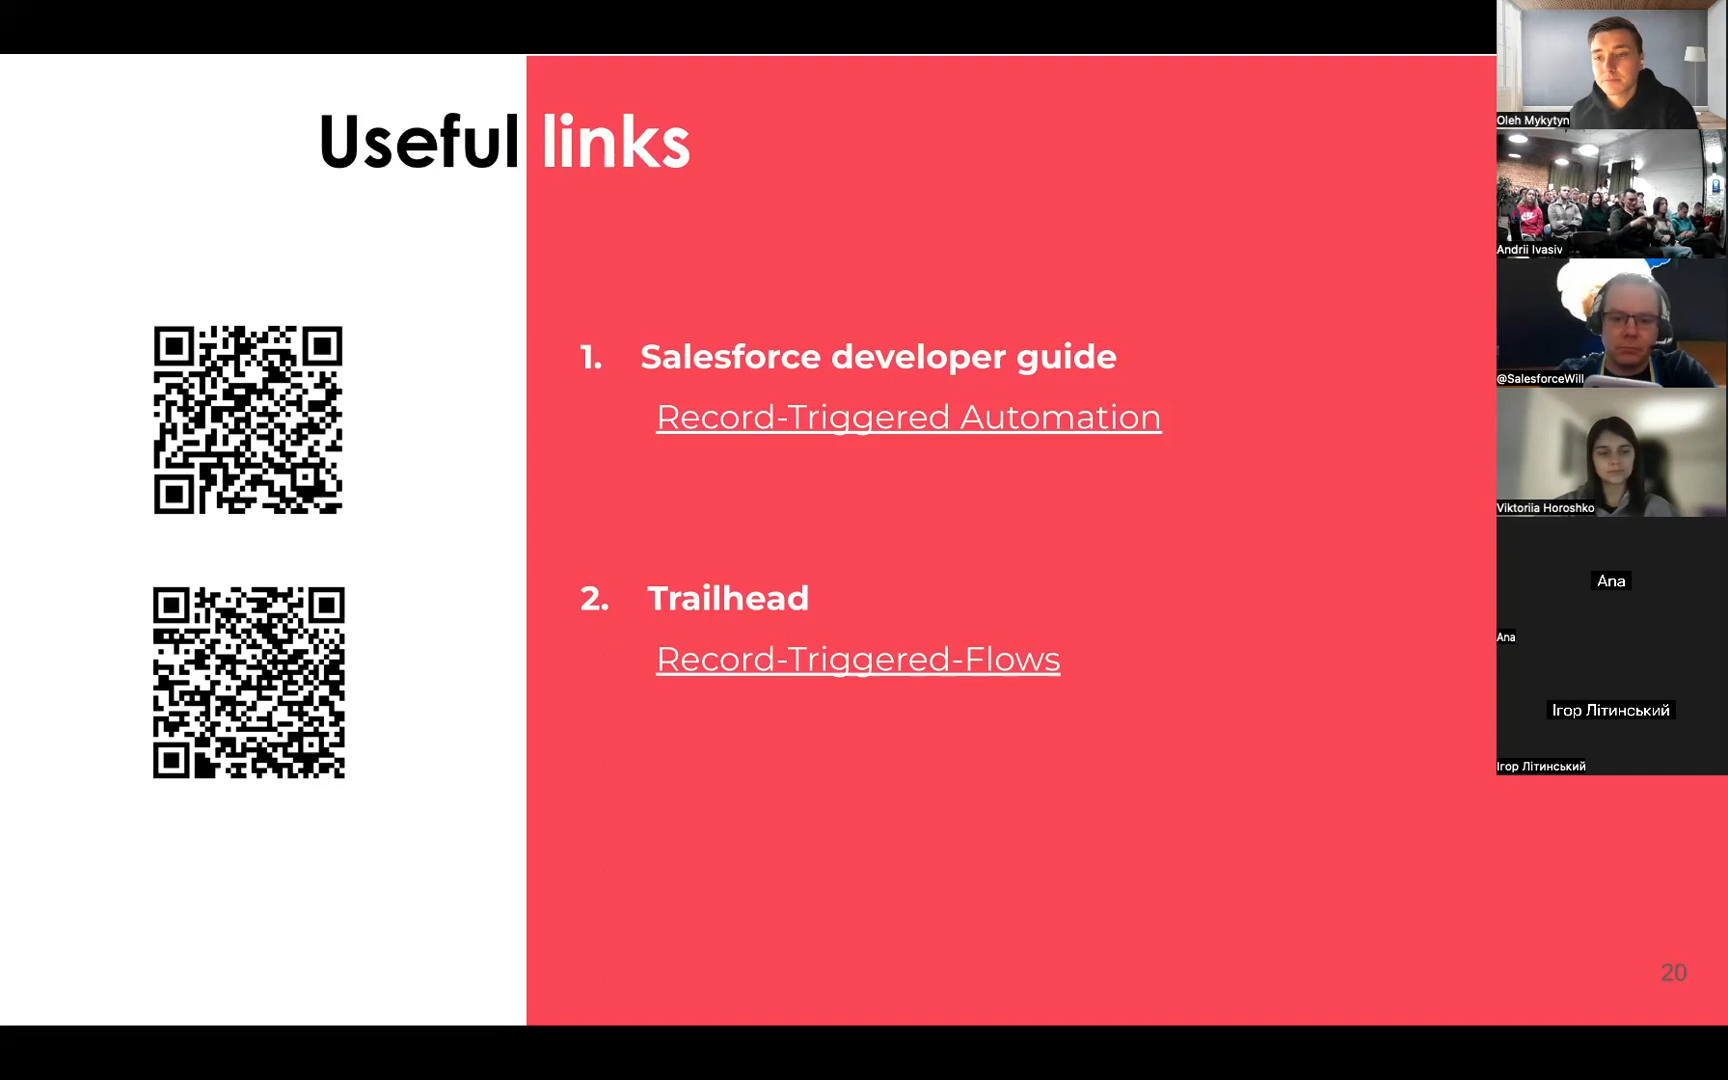 Useful links
1. Salesforce developer guide
Record-Triggered Automation
2. Trailhead
Record-Triggered-Flows
20
Oleh Mykytyn
Andrii Ivasiv
@SalesforceWill
Viktoriia Horoshko
Ana
Ana
Ігор Літинський
Ігор Літинський